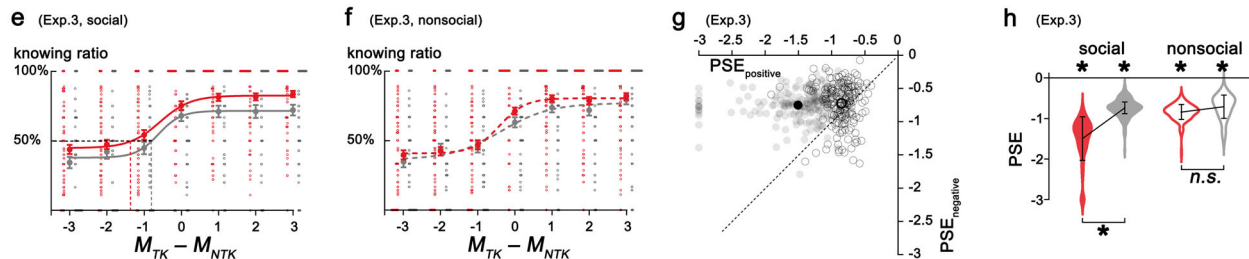 e (Exp.3, social)
knowing ratio
100%
50%
-3 -2 -1 0 1 2 3
M_TK – M_NTK
f (Exp.3, nonsocial)
knowing ratio
100%
50%
-3 -2 -1 0 1 2 3
M_TK – M_NTK
g (Exp.3)
-3 -2.5 -2 -1.5 -1 -0.5 0
PSE_positive
0
-0.5
-1
-1.5
-2
-2.5
-3
PSE_negative
h (Exp.3)
social nonsocial
* * * *
0
-1
-2
-3
PSE
n.s.
*